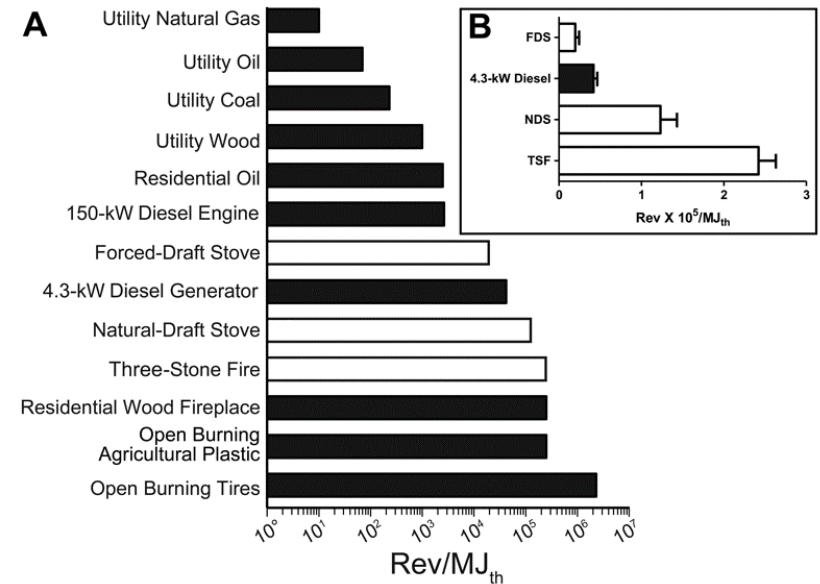 A
Utility Natural Gas
Utility Oil
Utility Coal
Utility Wood
Residential Oil
150-kW Diesel Engine
Forced-Draft Stove
4.3-kW Diesel Generator
Natural-Draft Stove
Three-Stone Fire
Residential Wood Fireplace
Open Burning
Agricultural Plastic
Open Burning Tires
10⁰ 10¹ 10² 10³ 10⁴ 10⁵ 10⁶ 10⁷
Rev/MJth
B
FDS
4.3-kW Diesel
NDS
TSF
0 1 2 3
Rev X 10⁵/MJth